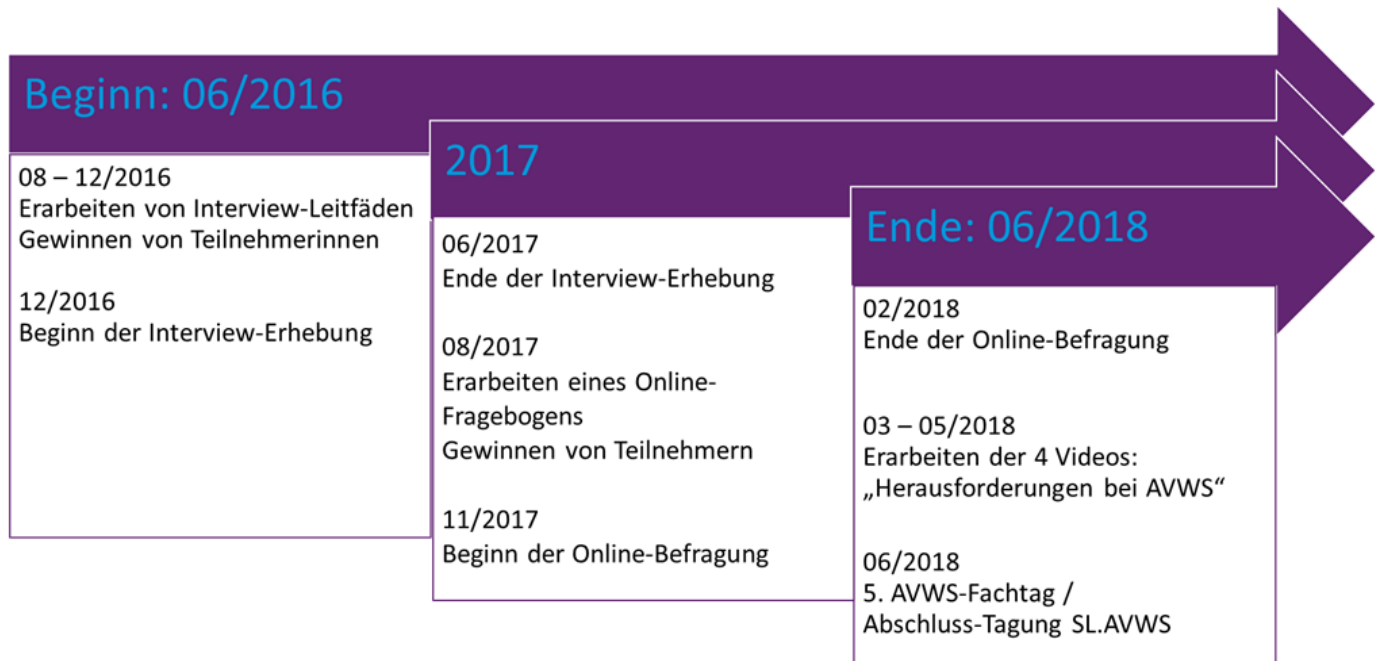 Beginn: 06/2016
08 – 12/2016
Erarbeiten von Interview-Leitfäden
Gewinnen von Teilnehmerinnen
12/2016
Beginn der Interview-Erhebung
2017
06/2017
Ende der Interview-Erhebung
08/2017
Erarbeiten eines Online-
Fragebogens
Gewinnen von Teilnehmern
11/2017
Beginn der Online-Befragung
Ende: 06/2018
02/2018
Ende der Online-Befragung
03 – 05/2018
Erarbeiten der 4 Videos:
„Herausforderungen bei AVWS“
06/2018
5. AVWS-Fachtag /
Abschluss-Tagung SL.AVWS